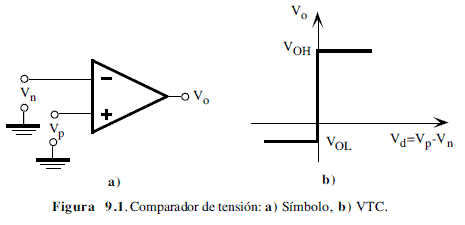 Vo
VOH
−
Vn
Vo
+
Vp
VOL
Vd=Vp-Vn
a)
b)
Figura 9.1. Comparador de tensión: a) Símbolo, b) VTC.